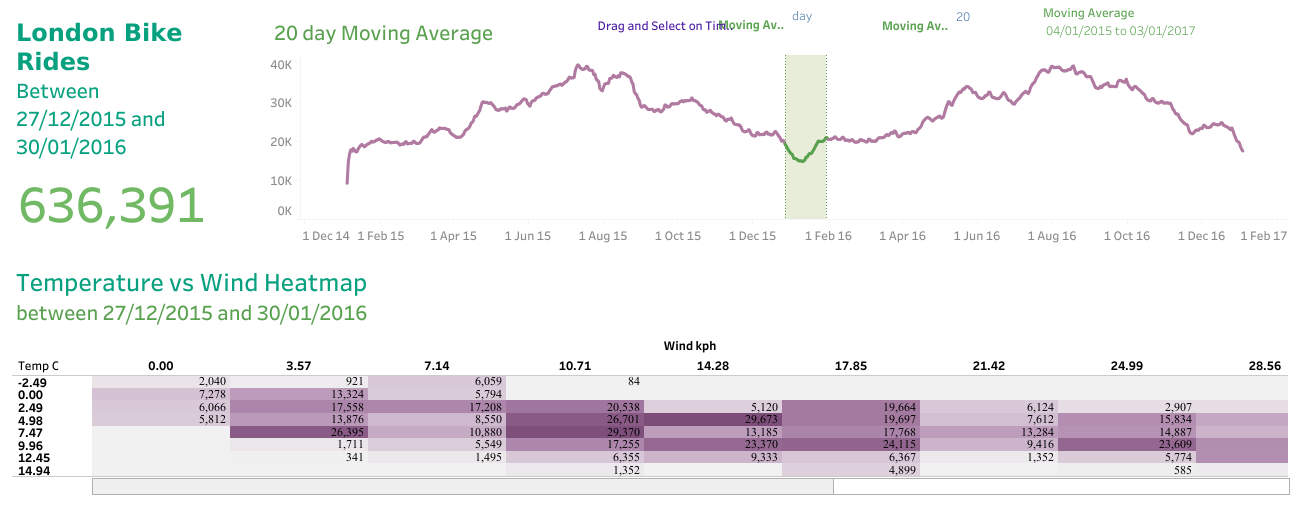 London Bike
Rides
Between
27/12/2015 and
30/01/2016
636,391
20 day Moving Average
Drag and Select on Tim..
Moving Av..
day
Moving Av..
20
Moving Average
04/01/2015 to 03/01/2017
40K
30K
20K
10K
0K
1 Dec 14 1 Feb 15 1 Apr 15 1 Jun 15 1 Aug 15 1 Oct 15 1 Dec 15 1 Feb 16 1 Apr 16 1 Jun 16 1 Aug 16 1 Oct 16 1 Dec 16 1 Feb 17
Temperature vs Wind Heatmap
between 27/12/2015 and 30/01/2016
Wind kph
Temp C 0.00 3.57 7.14 10.71 14.28 17.85 21.42 24.99 28.56
-2.49 2,040 921 6,059 84
0.00 7,278 13,324 5,794
2.49 6,066 17,558 17,208 20,538 5,120 19,664 6,124 2,907
4.98 5,812 13,876 8,550 26,701 29,673 19,697 7,612 15,834
7.47 26,395 10,880 29,370 13,185 17,768 13,284 14,887
9.96 1,711 5,549 17,255 23,370 24,115 9,416 23,609
12.45 341 1,495 6,355 9,333 6,367 1,352 5,774
14.94 1,352 4,899 585